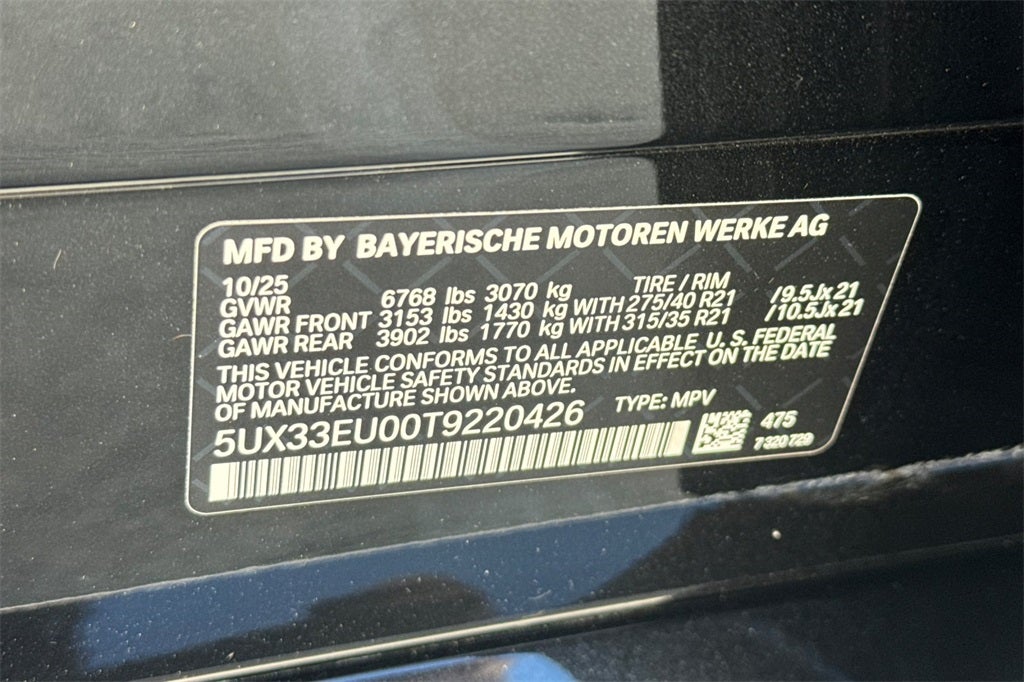 MFD BY BAYERISCHE MOTOREN WERKE AG
10/25 TIRE / RIM
GVWR 6768 lbs 3070 kg
GAWR FRONT 3153 lbs 1430 kg WITH 275/40 R21 /9.5Jx21
GAWR REAR 3902 lbs 1770 kg WITH 315/35 R21 /10.5Jx21
THIS VEHICLE CONFORMS TO ALL APPLICABLE U. S. FEDERAL
MOTOR VEHICLE SAFETY STANDARDS IN EFFECT ON THE DATE
OF MANUFACTURE SHOWN ABOVE.
5UX33EU00T9220426 TYPE: MPV
475
7 320 729